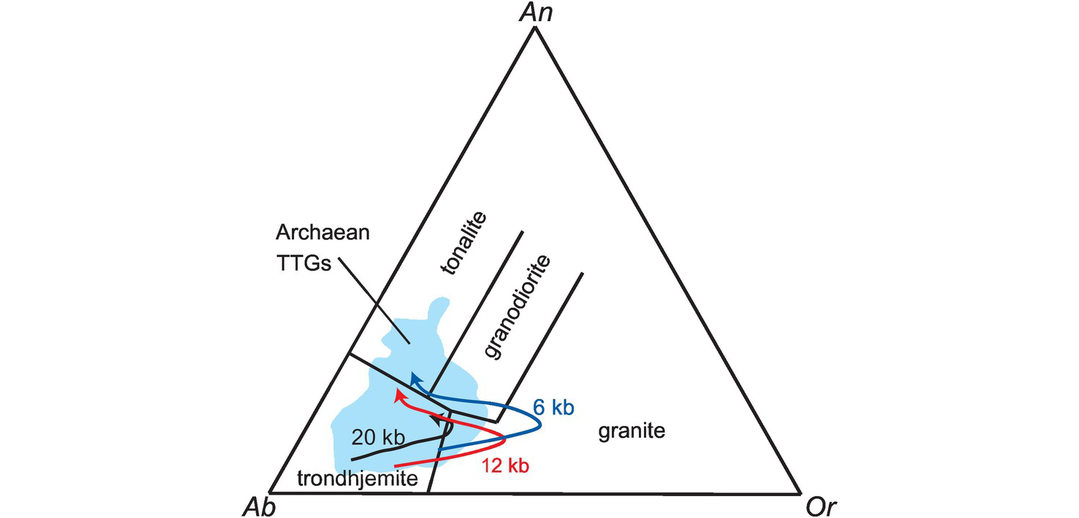 An
Archaean
TTGs
tonalite
granodiorite
6 kb
20 kb
granite
12 kb
trondhjemite
Ab
Or